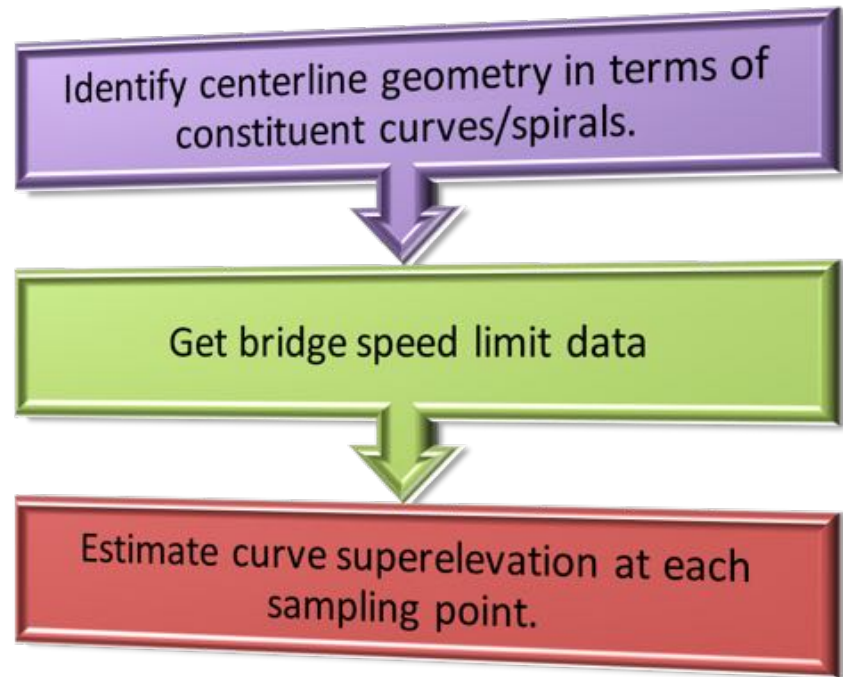 Identify centerline geometry in terms of
constituent curves/spirals.
Get bridge speed limit data
Estimate curve superelevation at each
sampling point.